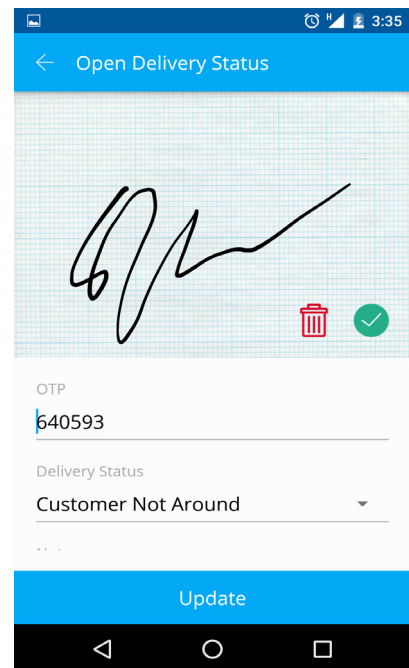 H 3:35
Open Delivery Status
OTP
640593
Delivery Status
Customer Not Around
Update